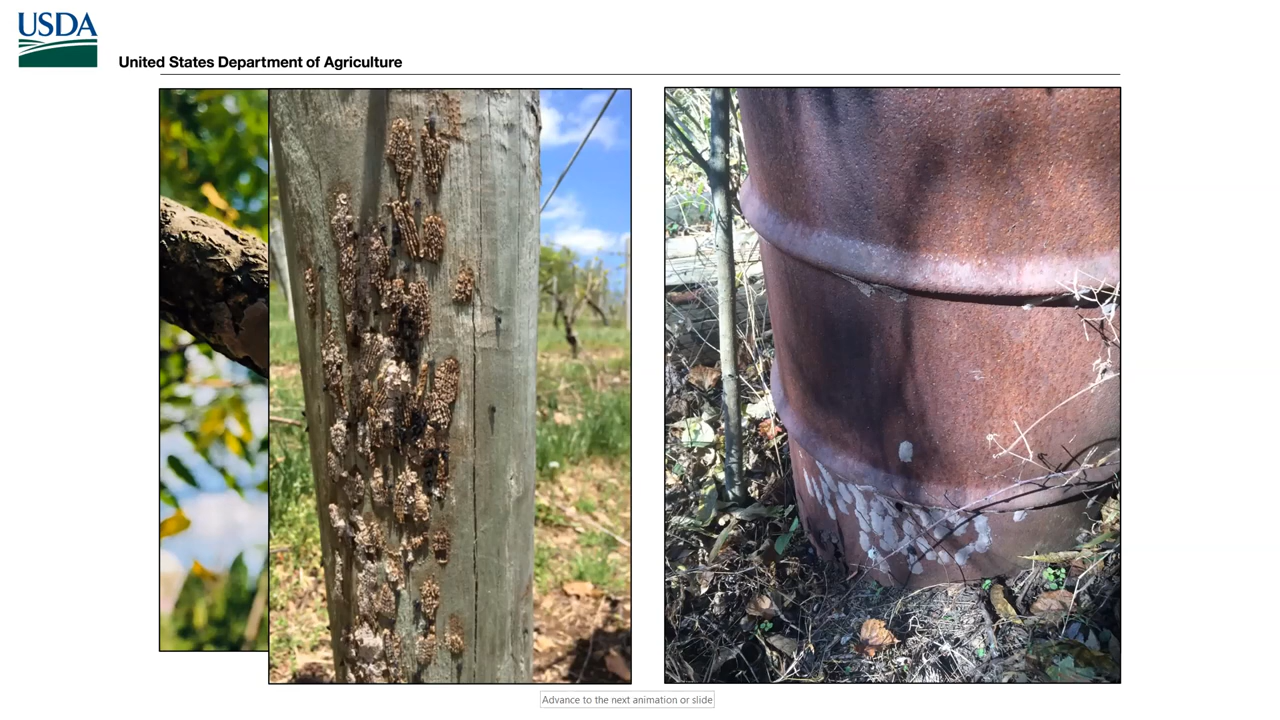 USDA
United States Department of Agriculture
Advance to the next animation or slide